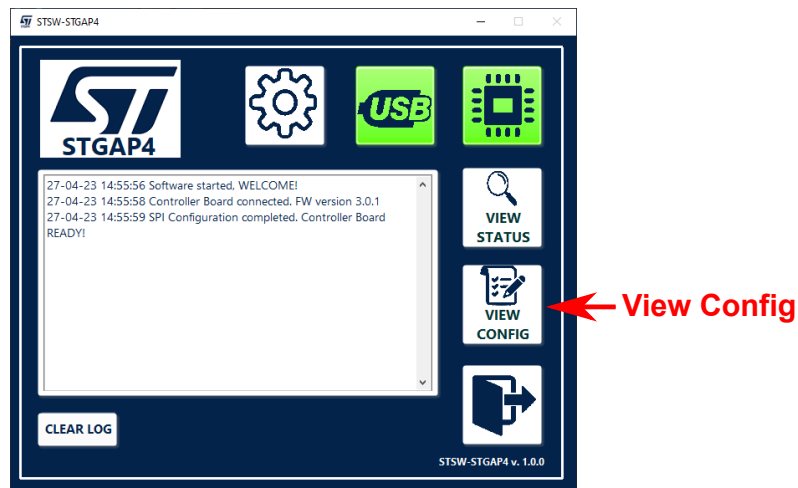 STSW-STGAP4
STGAP4
USB
27-04-23 14:55:56 Software started, WELCOME!
27-04-23 14:55:58 Controller Board connected. FW version 3.0.1
27-04-23 14:55:59 SPI Configuration completed. Controller Board
READY!
VIEW
STATUS
VIEW
CONFIG
View Config
CLEAR LOG
STSW-STGAP4 v. 1.0.0